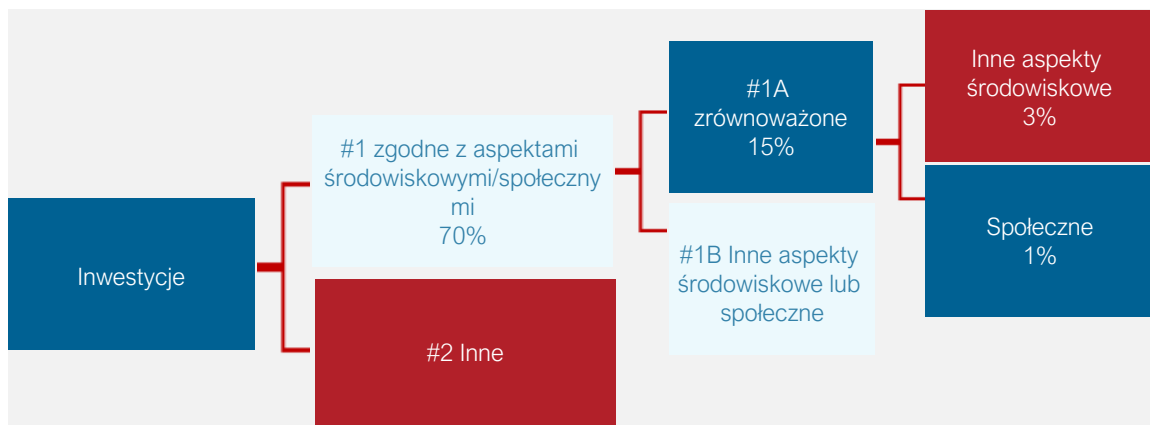 Inwestycje
#1 zgodne z aspektami
środowiskowymi/społeczny
mi
70%
#2 Inne
#1A
zrównoważone
15%
#1B Inne aspekty
środowiskowe lub
społeczne
Inne aspekty
środowiskowe
3%
Społeczne
1%